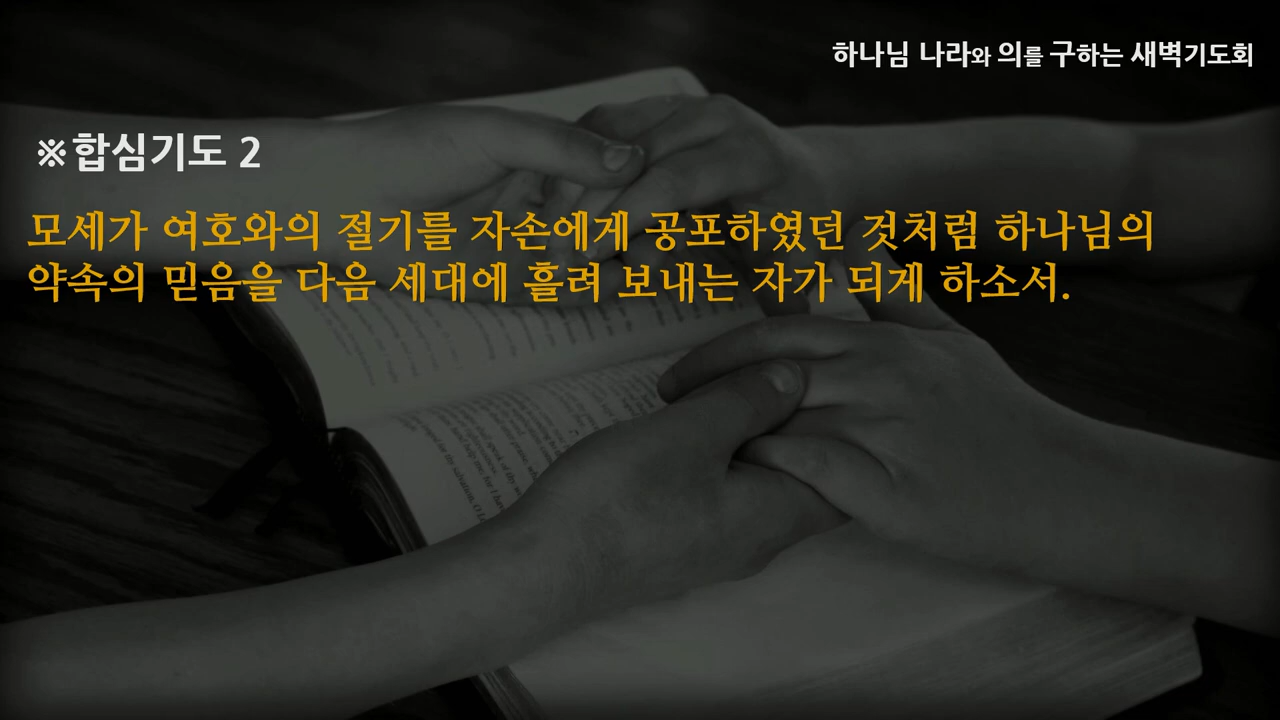 하나님 나라와 의를 구하는 새벽기도회
※합심기도 2
모세가 여호와의 절기를 자손에게 공포하였던 것처럼 하나님의
약속의 믿음을 다음 세대에 흘려 보내는 자가 되게 하소서.